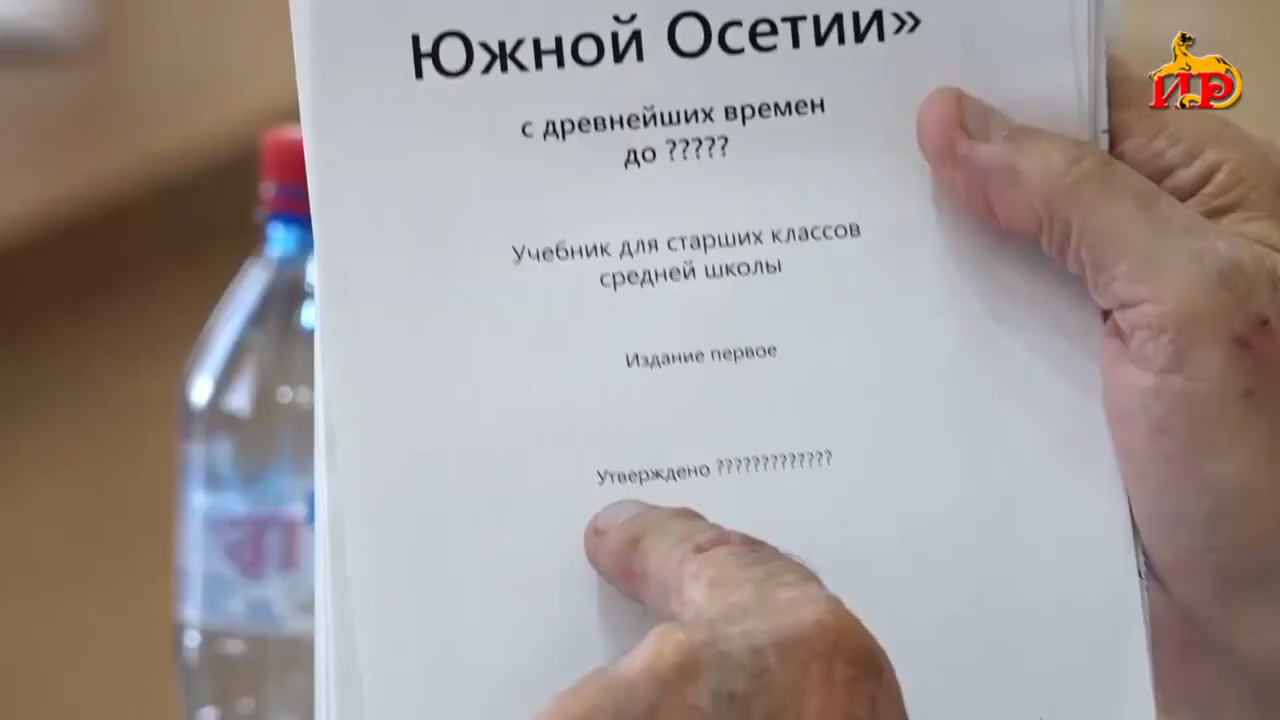 Южной Осетии»
с древнейших времен
до ?????
Учебник для старших классов
средней школы
Издание первое
Утверждено ?????????????
ИР